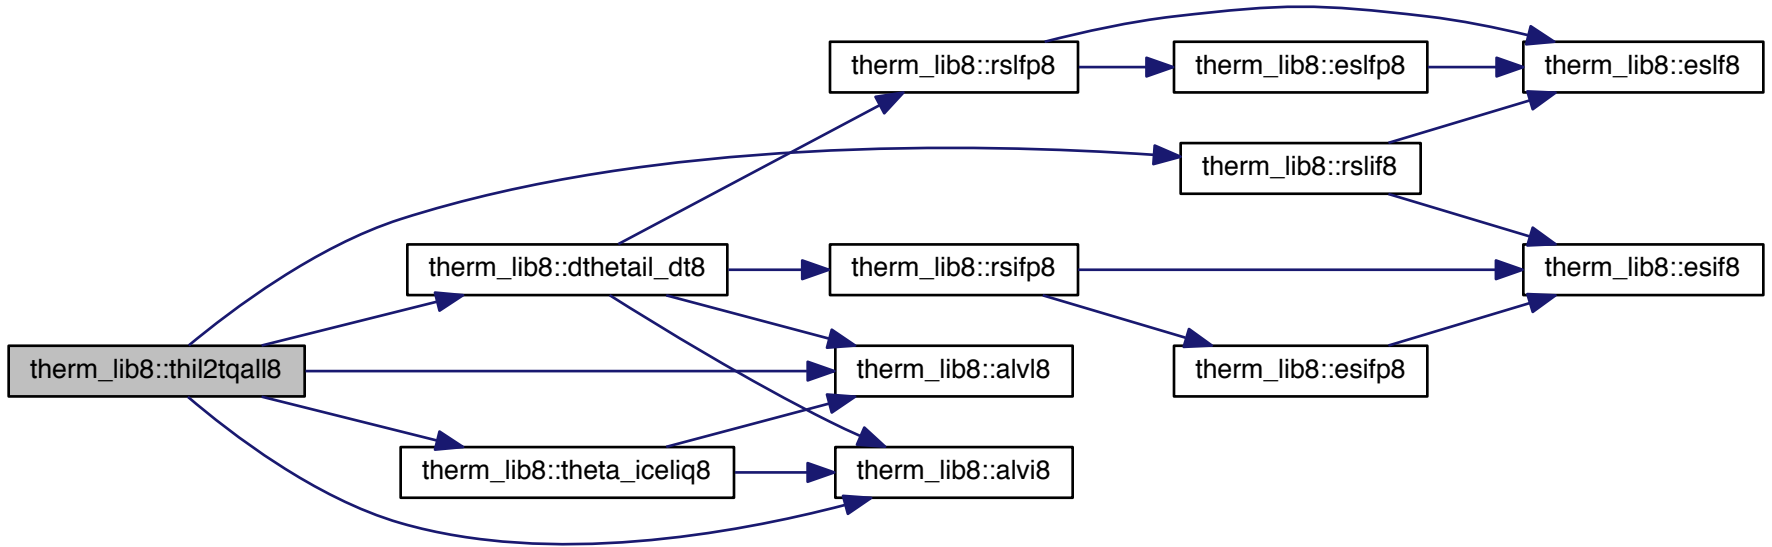 therm_lib8::rslfp8
therm_lib8::eslfp8
therm_lib8::eslf8
therm_lib8::rslif8
therm_lib8::dthetail_dt8
therm_lib8::rsifp8
therm_lib8::esif8
therm_lib8::thil2tqall8
therm_lib8::alvl8
therm_lib8::esifp8
therm_lib8::theta_iceliq8
therm_lib8::alvi8